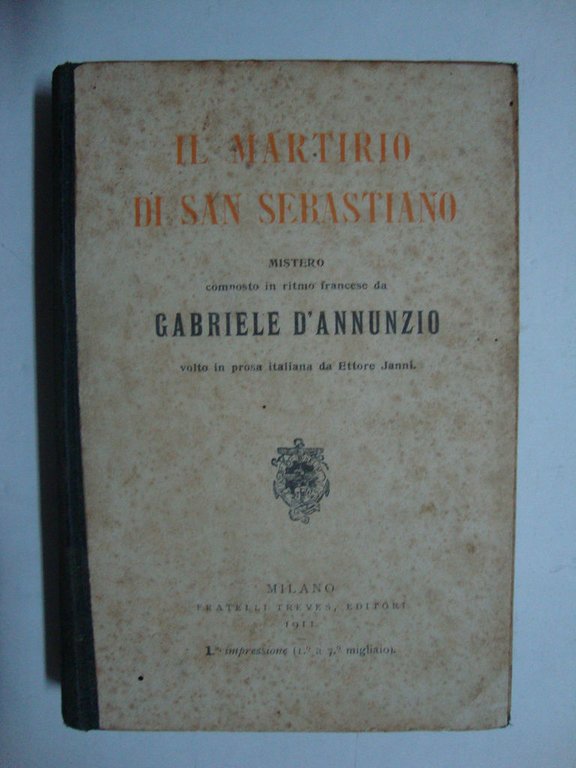 IL MARTIRIO
DI SAN SEBASTIANO
MISTERO
composto in ritmo francese da
GABRIELE D'ANNUNZIO
volto in prosa italiana da Ettore Janni.
MILANO
FRATELLI TREVES, EDITORI
1911
1.ª impressione (1.º a 7.º migliaio).